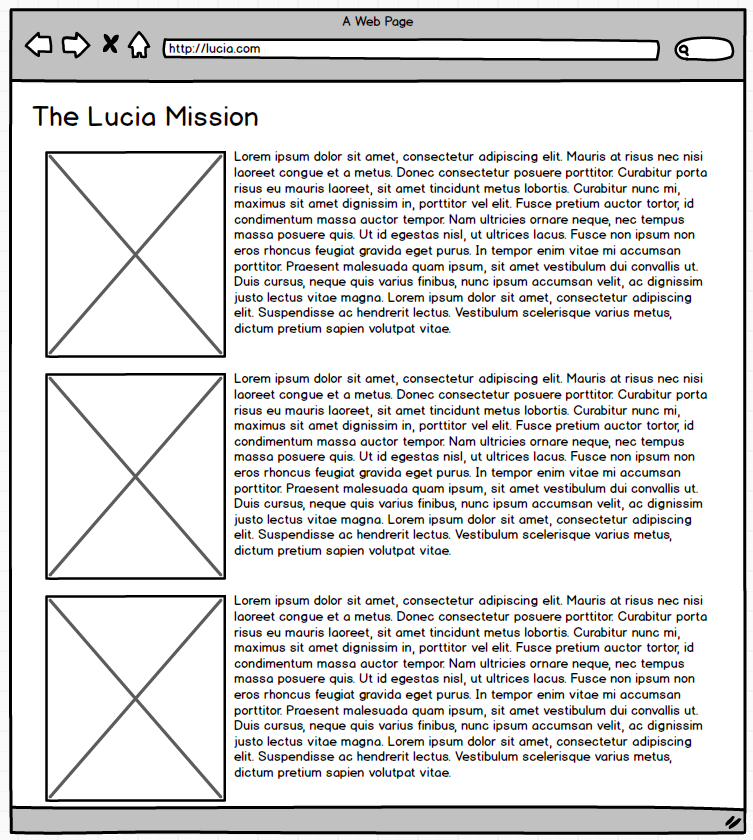 A Web Page
http://lucia.com
The Lucia Mission
Lorem ipsum dolor sit amet, consectetur adipiscing elit. Mauris at risus nec nisi
laoreet congue et a metus. Donec consectetur posuere porttitor. Curabitur porta
risus eu mauris laoreet, sit amet tincidunt metus lobortis. Curabitur nunc mi,
maximus sit amet dignissim in, porttitor vel elit. Fusce pretium auctor tortor, id
condimentum massa auctor tempor. Nam ultricies ornare neque, nec tempus
massa posuere quis. Ut id egestas nisl, ut ultrices lacus. Fusce non ipsum non
eros rhoncus feugiat gravida eget purus. In tempor enim vitae mi accumsan
porttitor. Praesent malesuada quam ipsum, sit amet vestibulum dui convallis ut.
Duis cursus, neque quis varius finibus, nunc ipsum accumsan velit, ac dignissim
justo lectus vitae magna. Lorem ipsum dolor sit amet, consectetur adipiscing
elit. Suspendisse ac hendrerit lectus. Vestibulum scelerisque varius metus,
dictum pretium sapien volutpat vitae.
Lorem ipsum dolor sit amet, consectetur adipiscing elit. Mauris at risus nec nisi
laoreet congue et a metus. Donec consectetur posuere porttitor. Curabitur porta
risus eu mauris laoreet, sit amet tincidunt metus lobortis. Curabitur nunc mi,
maximus sit amet dignissim in, porttitor vel elit. Fusce pretium auctor tortor, id
condimentum massa auctor tempor. Nam ultricies ornare neque, nec tempus
massa posuere quis. Ut id egestas nisl, ut ultrices lacus. Fusce non ipsum non
eros rhoncus feugiat gravida eget purus. In tempor enim vitae mi accumsan
porttitor. Praesent malesuada quam ipsum, sit amet vestibulum dui convallis ut.
Duis cursus, neque quis varius finibus, nunc ipsum accumsan velit, ac dignissim
justo lectus vitae magna. Lorem ipsum dolor sit amet, consectetur adipiscing
elit. Suspendisse ac hendrerit lectus. Vestibulum scelerisque varius metus,
dictum pretium sapien volutpat vitae.
Lorem ipsum dolor sit amet, consectetur adipiscing elit. Mauris at risus nec nisi
laoreet congue et a metus. Donec consectetur posuere porttitor. Curabitur porta
risus eu mauris laoreet, sit amet tincidunt metus lobortis. Curabitur nunc mi,
maximus sit amet dignissim in, porttitor vel elit. Fusce pretium auctor tortor, id
condimentum massa auctor tempor. Nam ultricies ornare neque, nec tempus
massa posuere quis. Ut id egestas nisl, ut ultrices lacus. Fusce non ipsum non
eros rhoncus feugiat gravida eget purus. In tempor enim vitae mi accumsan
porttitor. Praesent malesuada quam ipsum, sit amet vestibulum dui convallis ut.
Duis cursus, neque quis varius finibus, nunc ipsum accumsan velit, ac dignissim
justo lectus vitae magna. Lorem ipsum dolor sit amet, consectetur adipiscing
elit. Suspendisse ac hendrerit lectus. Vestibulum scelerisque varius metus,
dictum pretium sapien volutpat vitae.